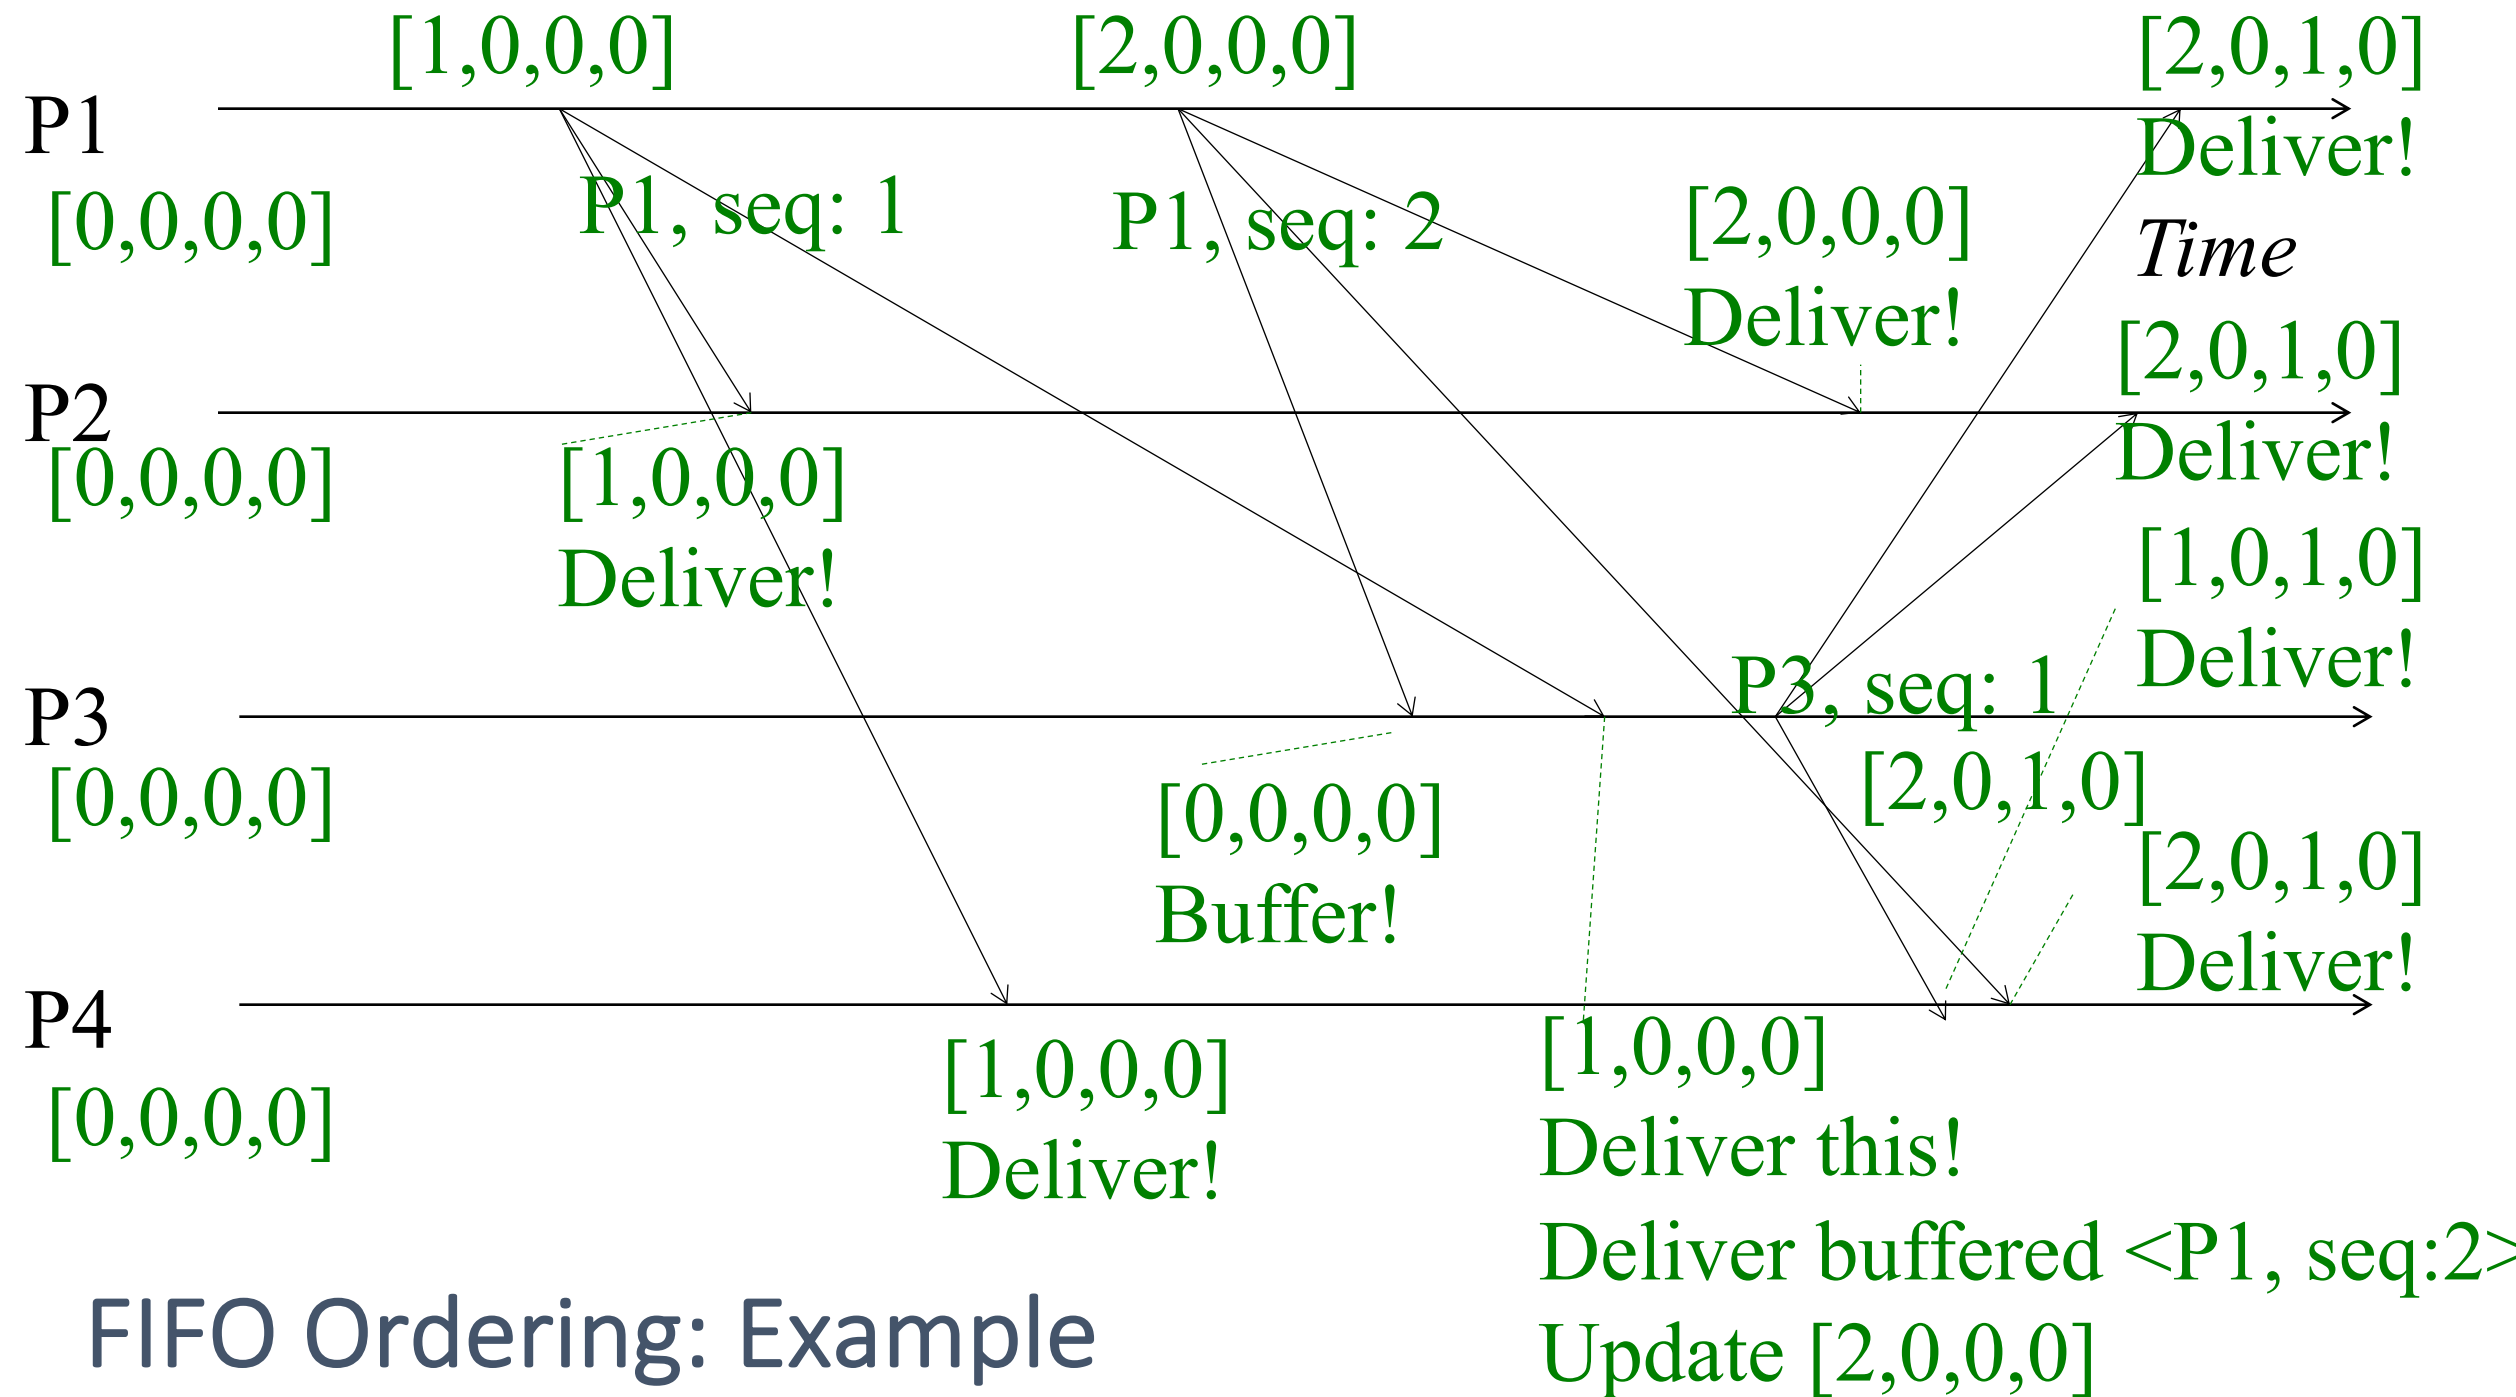 [1,0,0,0]
[2,0,0,0]
[2,0,1,0]
P1
Deliver!
[0,0,0,0]
P1, seq: 1
P1, seq: 2
[2,0,0,0]
Deliver!
Time
[2,0,1,0]
Deliver!
P2
[0,0,0,0]
[1,0,0,0]
Deliver!
[1,0,1,0]
Deliver!
P3
[0,0,0,0]
P3, seq: 1
[2,0,1,0]
[0,0,0,0]
Buffer!
[2,0,1,0]
Deliver!
P4
[0,0,0,0]
[1,0,0,0]
Deliver!
[1,0,0,0]
Deliver this!
Deliver buffered <P1, seq:2>
Update [2,0,0,0]
FIFO Ordering: Example